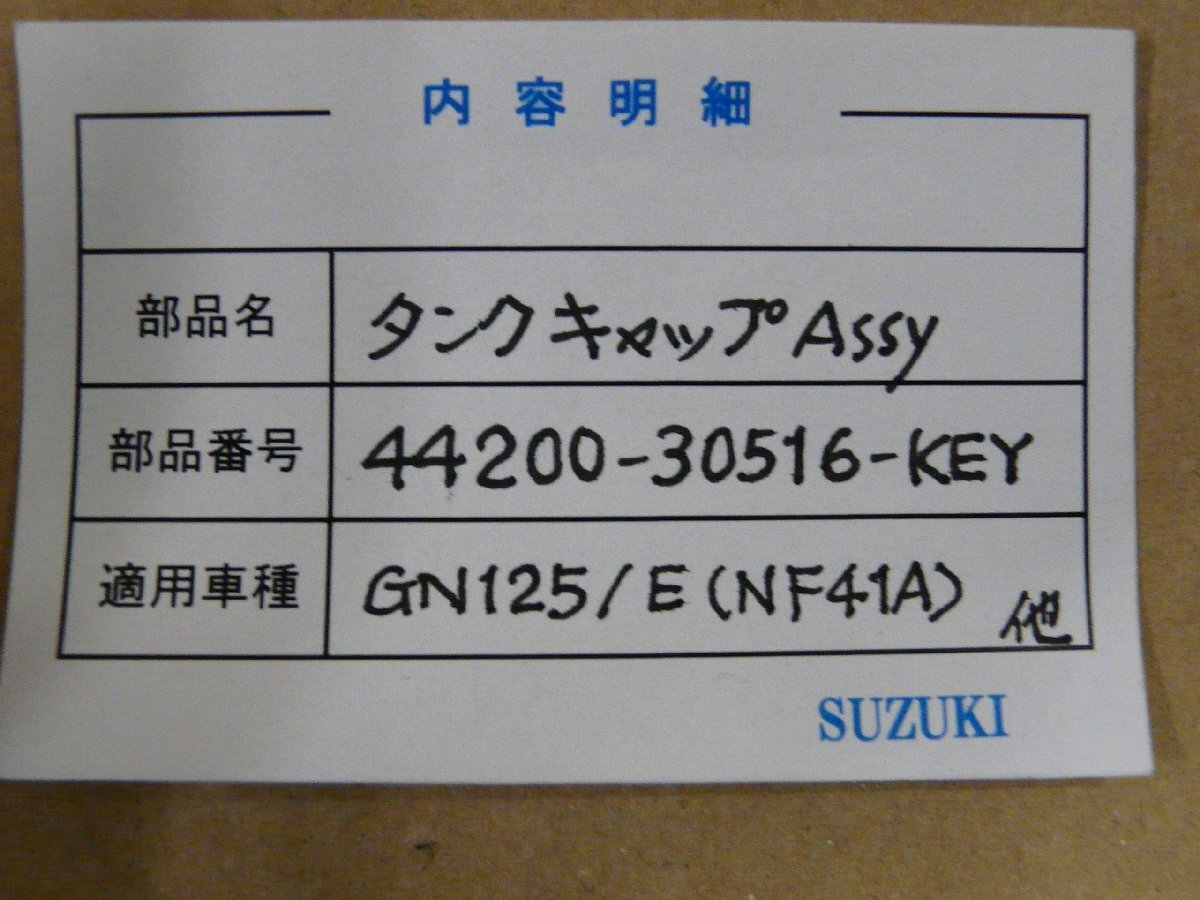 内容明細
部品名 タンクキャップAssy
部品番号 44200-30516-KEY
適用車種 GN125/E(NF41A) 他
SUZUKI